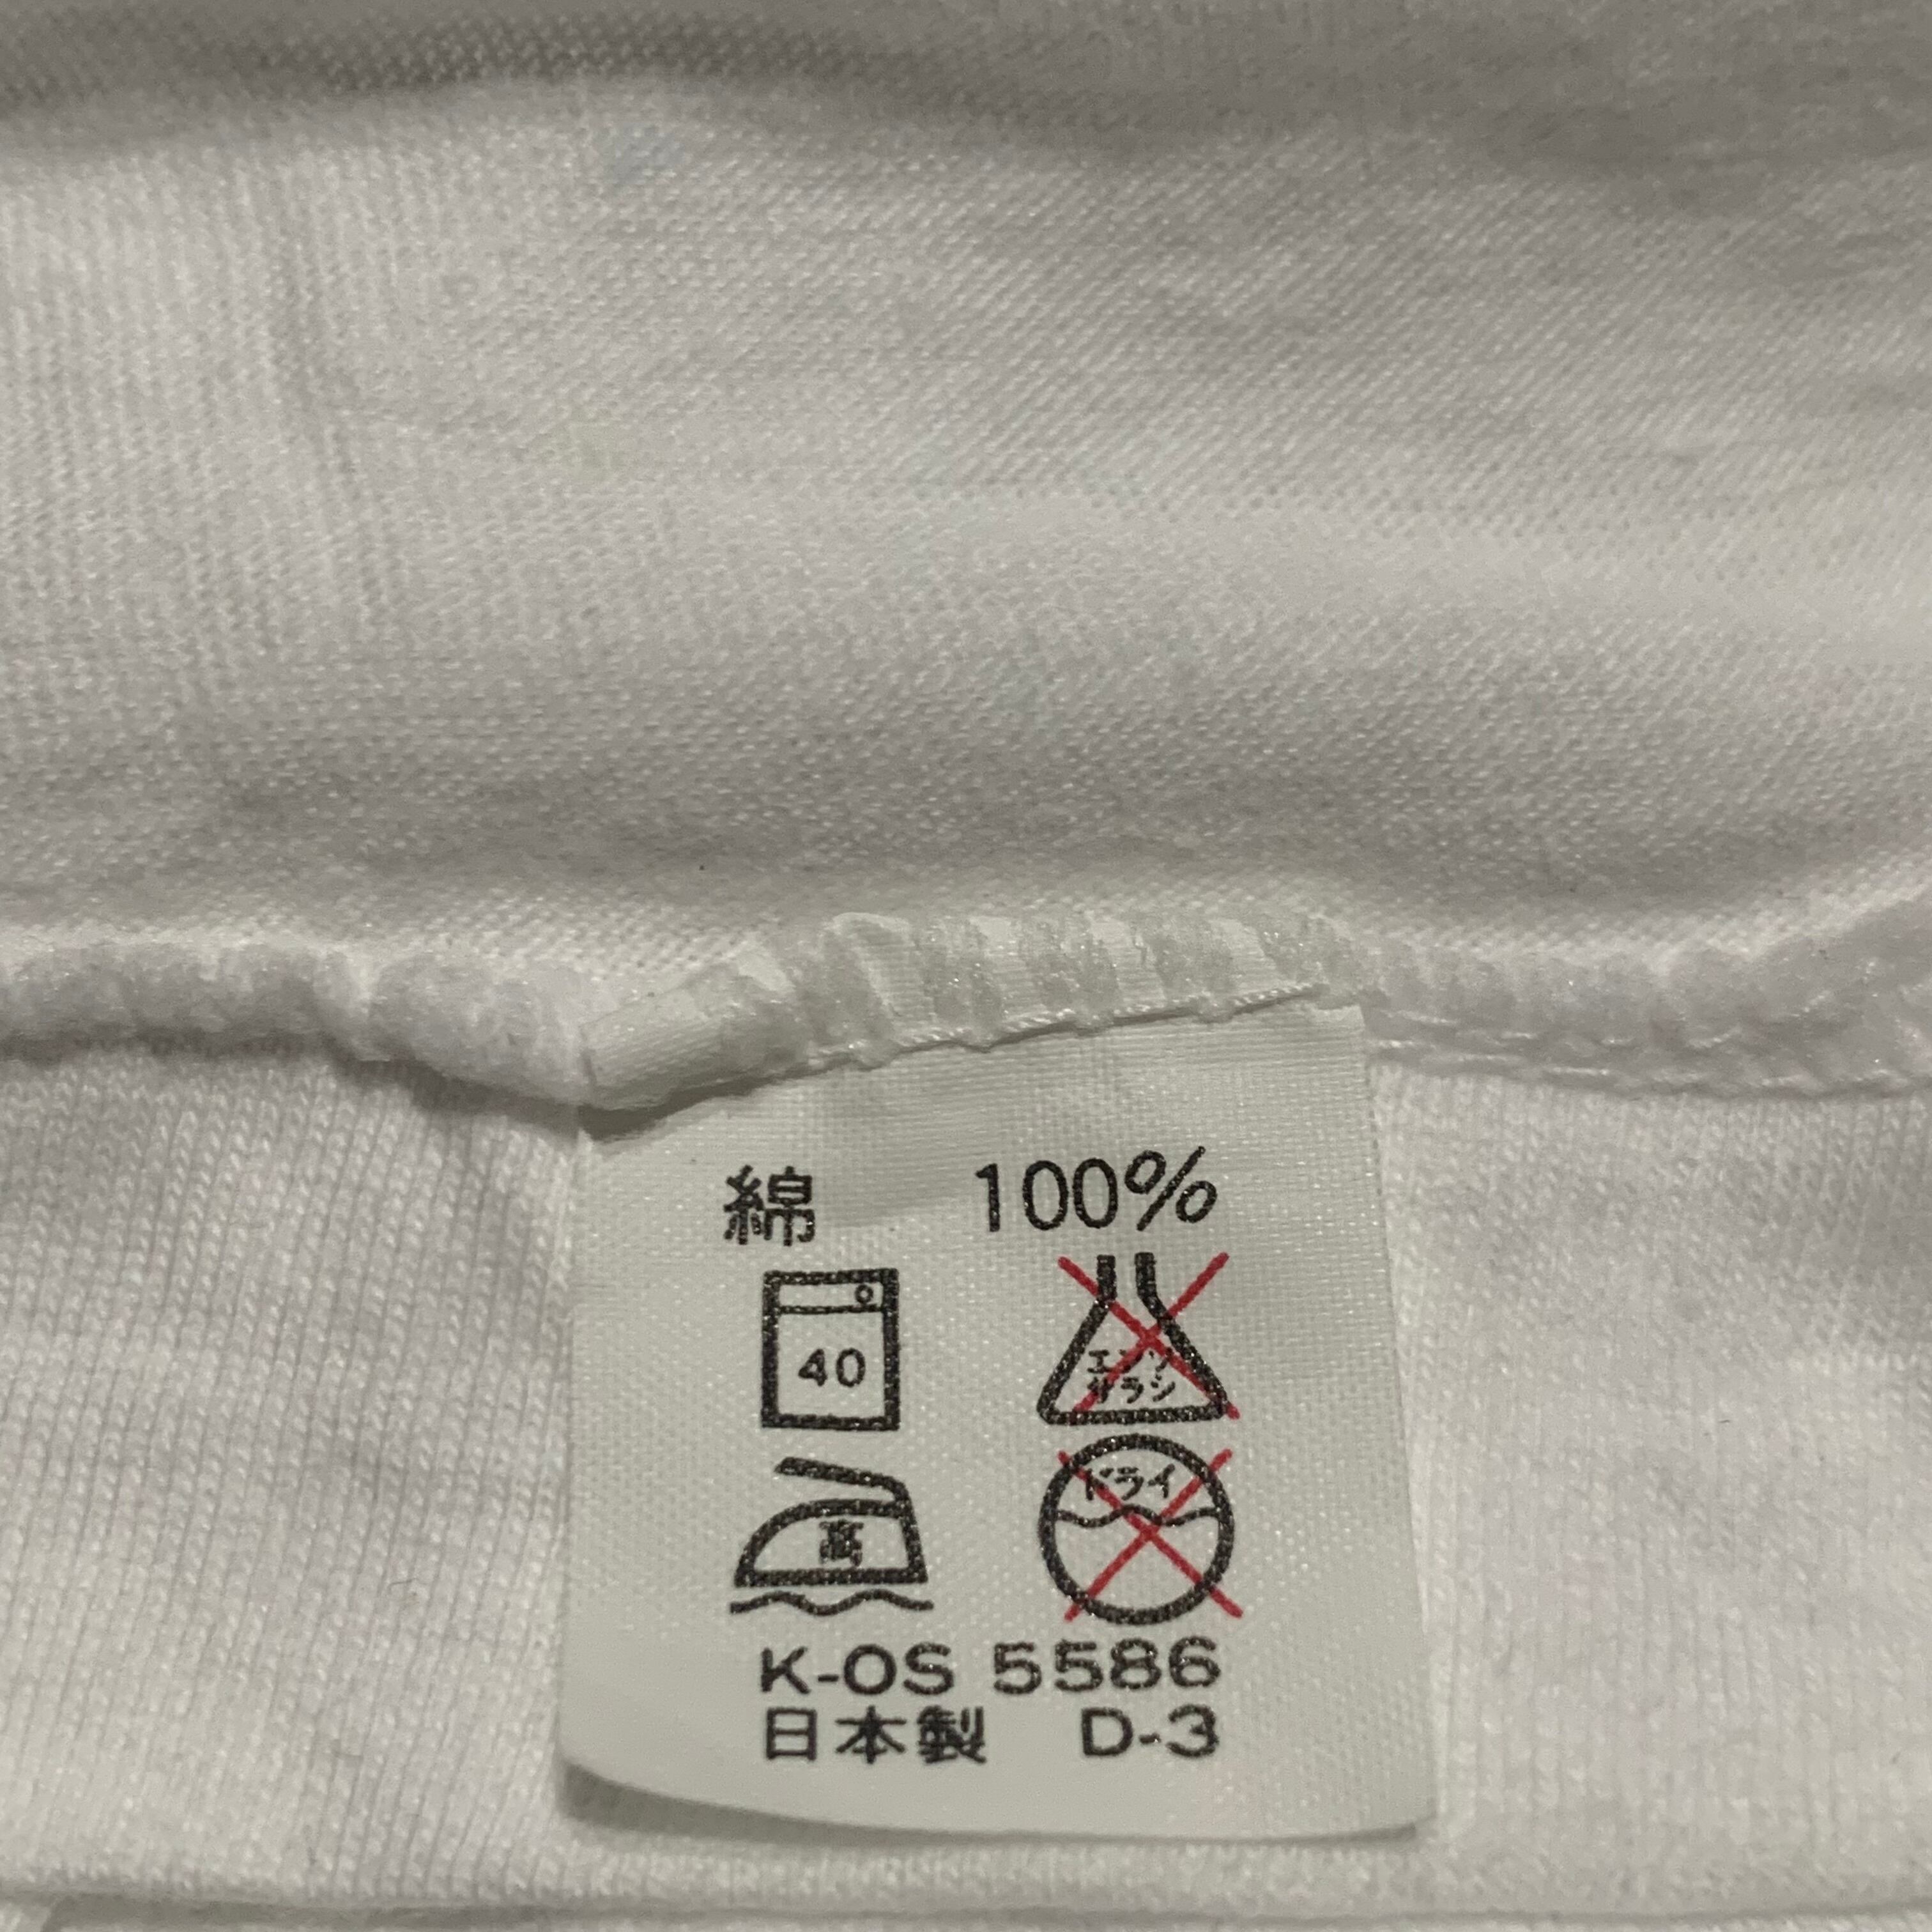 綿 100%
40
エンソ
サラシ
高
ドライ
K-OS 5586
日本製 D-3